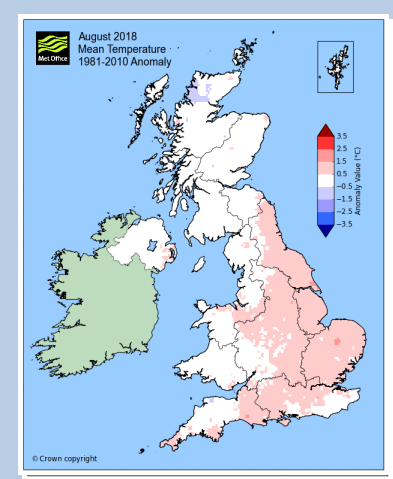 Met Office
August 2018
Mean Temperature
1981-2010 Anomaly
3.5
2.5
1.5
0.5
−0.5
−1.5
−2.5
−3.5
Anomaly Value (°C)
© Crown copyright